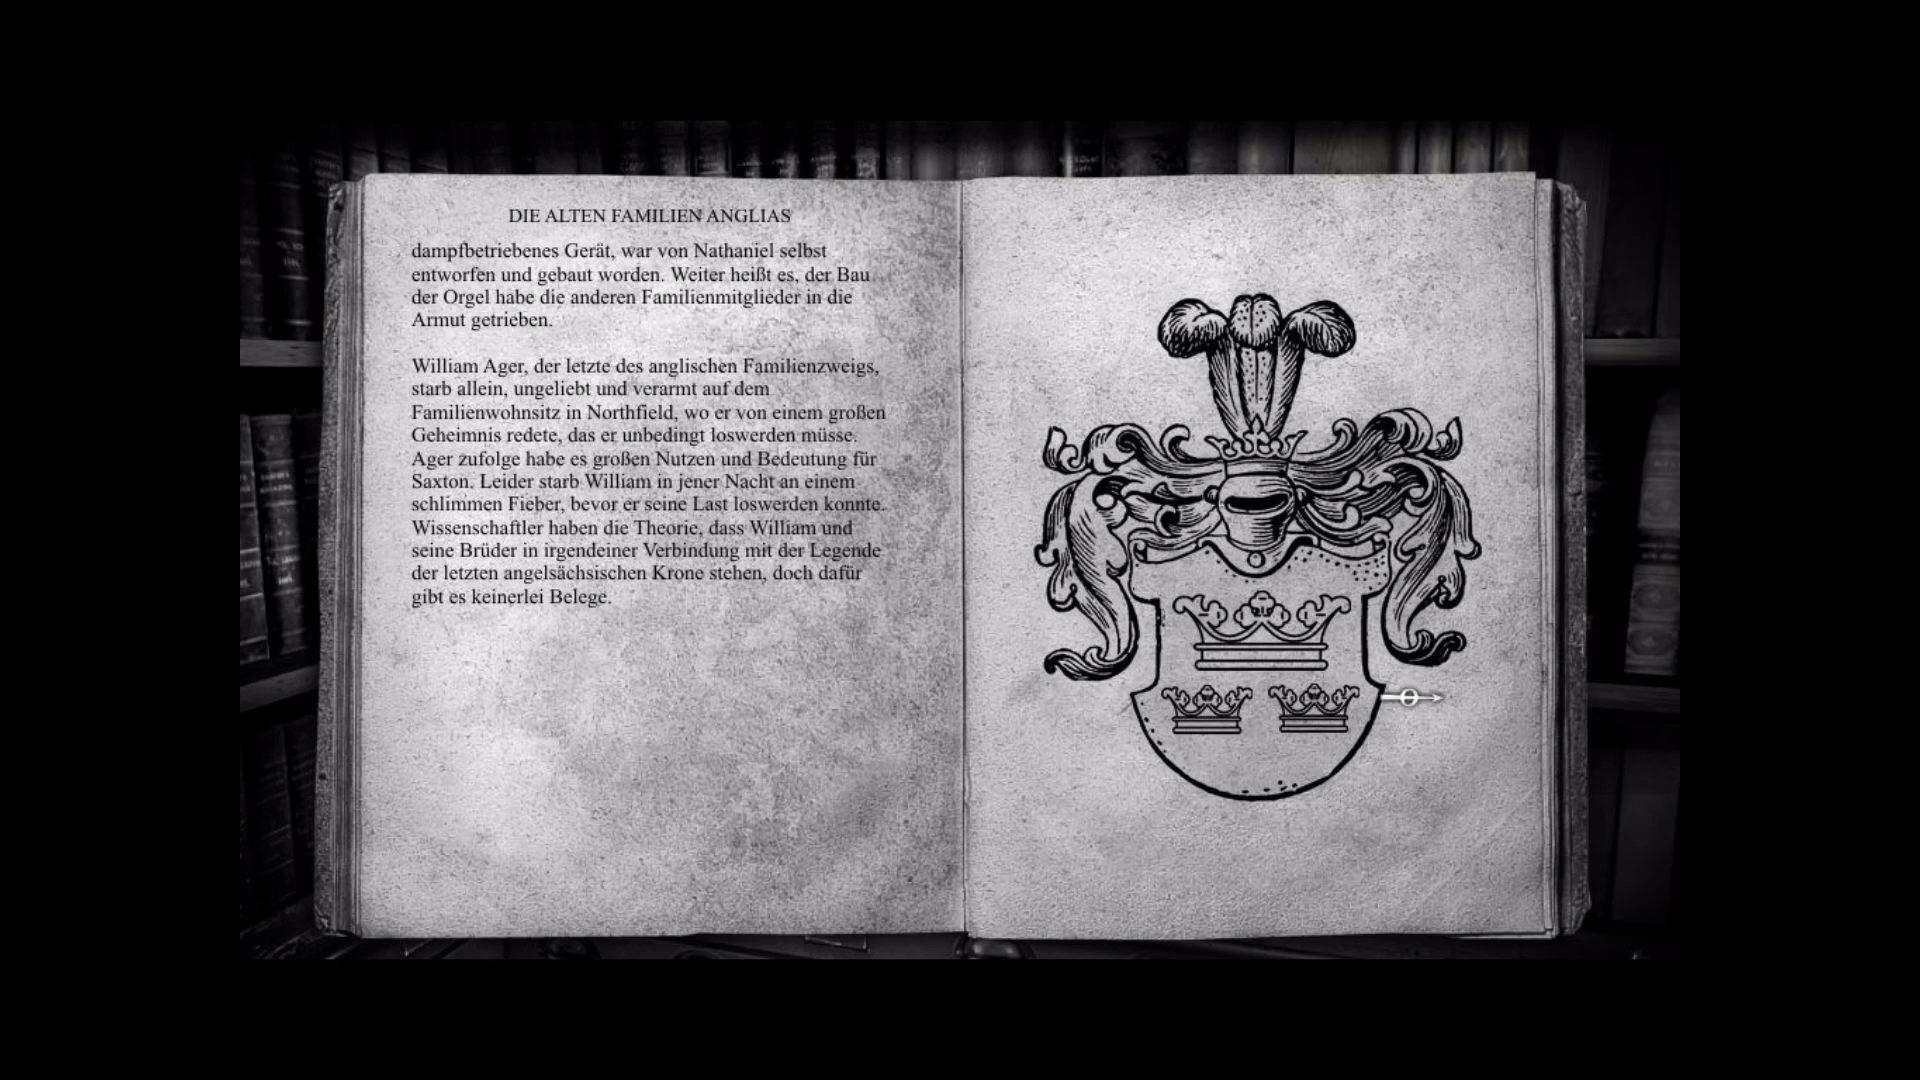 DIE ALTEN FAMILIEN ANGLIAS
dampfbetriebenes Gerät, war von Nathaniel selbst
entworfen und gebaut worden. Weiter heißt es, der Bau
der Orgel habe die anderen Familienmitglieder in die
Armut getrieben.
William Ager, der letzte des anglischen Familienzweigs,
starb allein, ungeliebt und verarmt auf dem
Familienwohnsitz in Northfield, wo er von einem großen
Geheimnis redete, das er unbedingt loswerden müsse.
Ager zufolge habe es großen Nutzen und Bedeutung für
Saxton. Leider starb William in jener Nacht an einem
schlimmen Fieber, bevor er seine Last loswerden konnte.
Wissenschaftler haben die Theorie, dass William und
seine Brüder in irgendeiner Verbindung mit der Legende
der letzten angelsächsischen Krone stehen, doch dafür
gibt es keinerlei Belege.